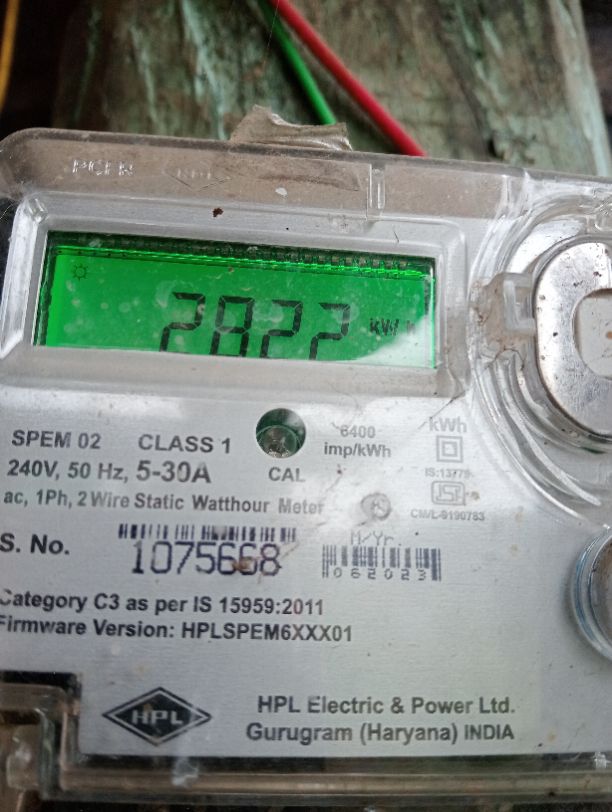 2822 kWh
SPEM 02 CLASS 1
240V, 50 Hz, 5-30A
CAL
6400
imp/kWh
kWh
IS:13779
ac, 1Ph, 2 Wire Static Watthour Meter
CM/L-9190783
S. No.
1075668
M/Yr.
062023
Category C3 as per IS 15959:2011
Firmware Version: HPLSPEM6XXX01
HPL
HPL Electric & Power Ltd.
Gurugram (Haryana) INDIA